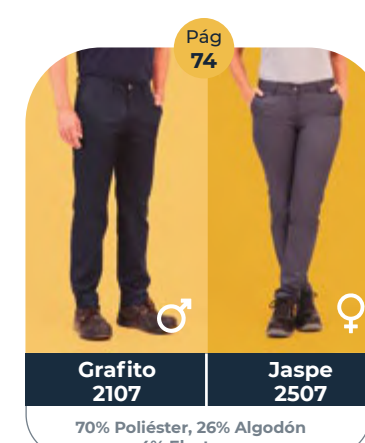 Pág
74
Grafito
2107
Jaspe
2507
70% Poliéster, 26% Algodón